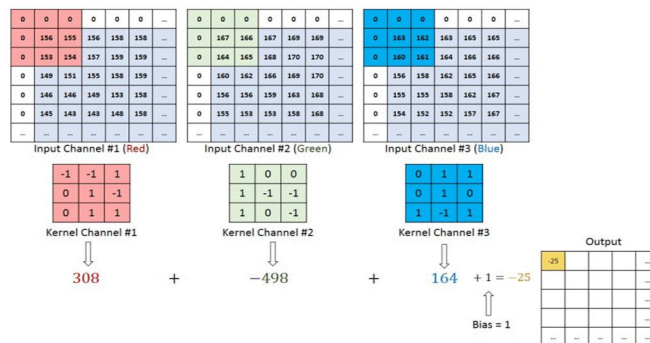 0 0 0 0 0 0 ...
0 156 155 156 158 158 ...
0 153 154 157 159 159 ...
0 149 151 155 158 159 ...
0 146 146 149 153 158 ...
0 145 143 143 148 158 ...
... ... ... ... ... ... ...
Input Channel #1 (Red)
0 0 0 0 0 0 ...
0 167 166 167 169 169 ...
0 164 165 168 170 170 ...
0 160 162 166 169 170 ...
0 156 156 159 163 168 ...
0 155 153 153 158 168 ...
... ... ... ... ... ... ...
Input Channel #2 (Green)
0 0 0 0 0 0 ...
0 163 162 163 165 165 ...
0 160 161 164 166 166 ...
0 156 158 162 165 166 ...
0 155 155 158 162 167 ...
0 154 152 152 157 167 ...
... ... ... ... ... ... ...
Input Channel #3 (Blue)
-1 -1 1
0 1 -1
0 1 1
Kernel Channel #1
1 0 0
1 -1 -1
1 0 -1
Kernel Channel #2
0 1 1
0 1 0
1 -1 1
Kernel Channel #3
308 + −498 + 164 + 1 = −25
Bias = 1
Output
-25 ...
...
...
...
... ... ... ... ...